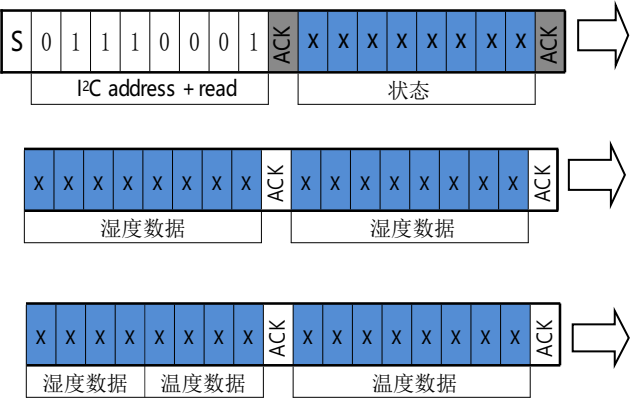 S 0 1 1 1 0 0 0 1 ACK X X X X X X X X ACK
I²C address + read 状态
X X X X X X X X ACK X X X X X X X X ACK
湿度数据 湿度数据
X X X X X X X X ACK X X X X X X X X ACK
湿度数据 温度数据 温度数据